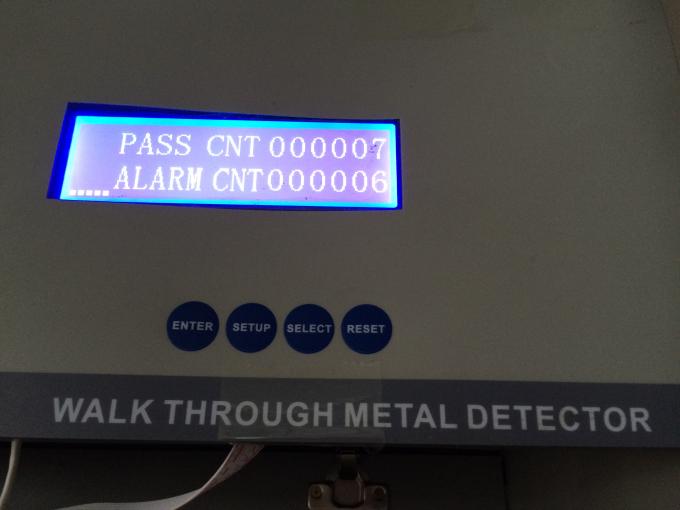 PASS CNT 000007
ALARM CNT000006
ENTER SETUP SELECT RESET
WALK THROUGH METAL DETECTOR